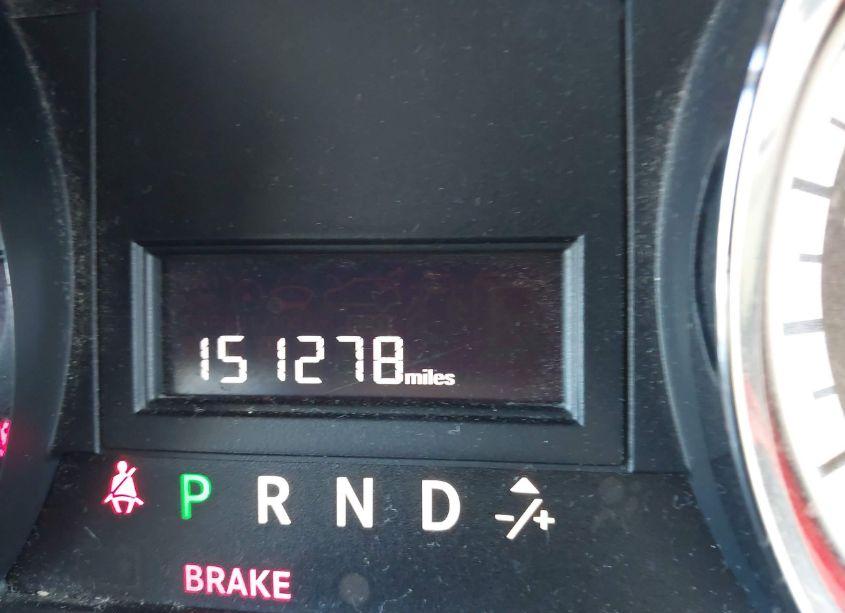 151278miles
P R N D -/+
BRAKE